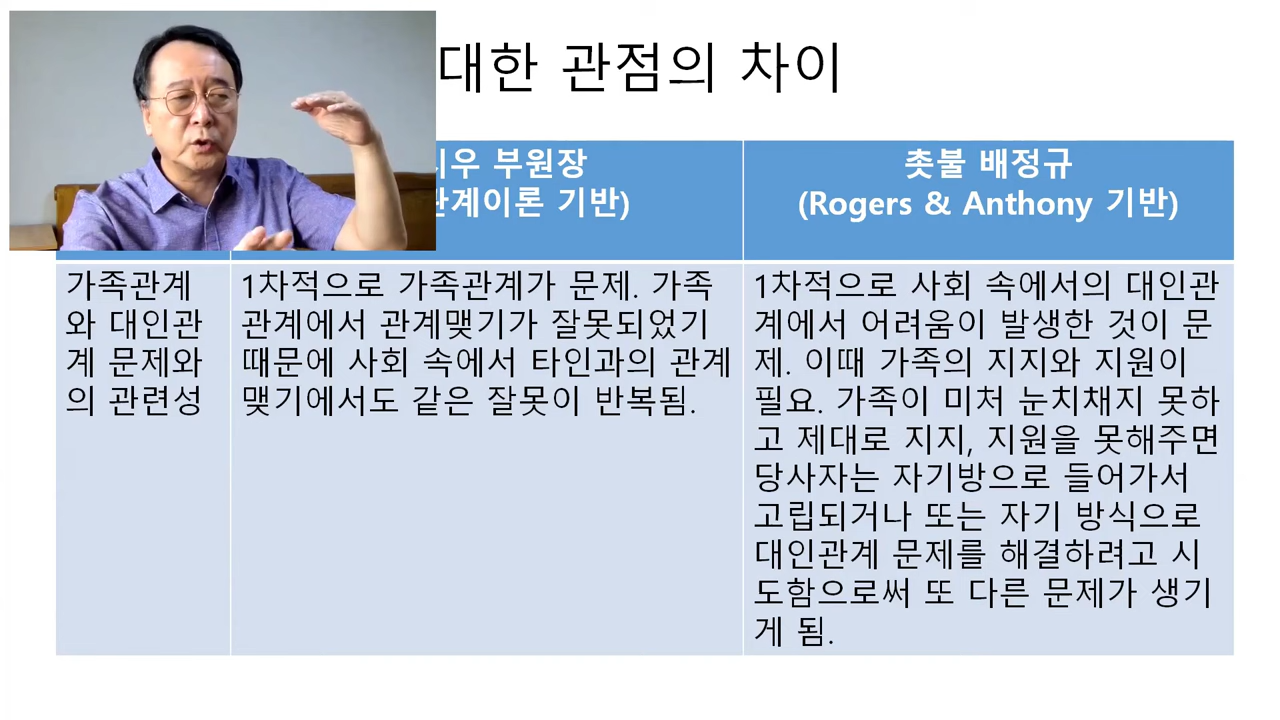 대한 관점의 차이
시우 부원장
관계이론 기반)
촛불 배정규
(Rogers & Anthony 기반)
가족관계
와 대인관
계 문제와
의 관련성
1차적으로 가족관계가 문제. 가족
관계에서 관계맺기가 잘못되었기
때문에 사회 속에서 타인과의 관계
맺기에서도 같은 잘못이 반복됨.
1차적으로 사회 속에서의 대인관
계에서 어려움이 발생한 것이 문
제. 이때 가족의 지지와 지원이
필요. 가족이 미처 눈치채지 못하
고 제대로 지지, 지원을 못해주면
당사자는 자기방으로 들어가서
고립되거나 또는 자기 방식으로
대인관계 문제를 해결하려고 시
도함으로써 또 다른 문제가 생기
게 됨.